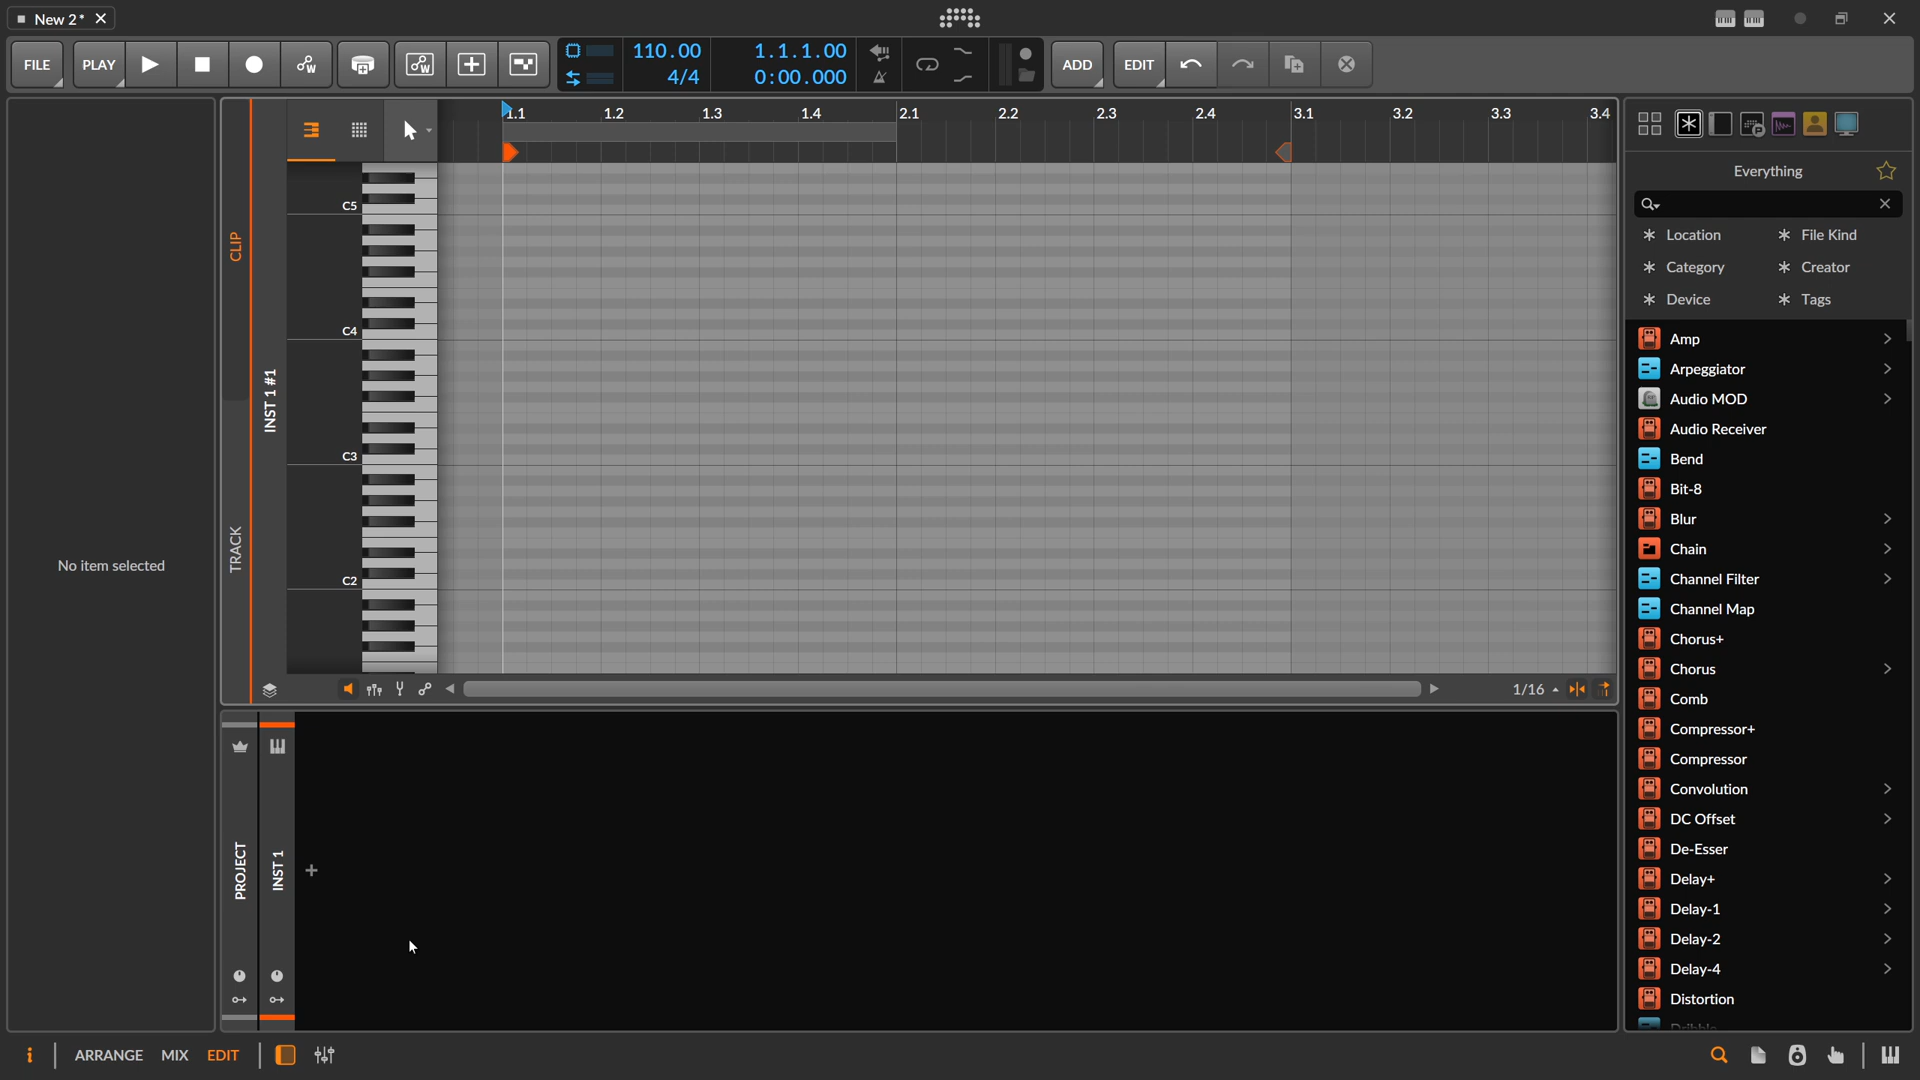 New 2*
FILE
PLAY
110.00
4/4
1.1.1.00
0:00.000
ADD
EDIT
1.1
1.2
1.3
1.4
2.1
2.2
2.3
2.4
3.1
3.2
3.3
3.4
CLIP
TRACK
INST 1 #1
C5
C4
C3
C2
No item selected
1/16
PROJECT
INST 1
Everything
Location
File Kind
Category
Creator
Device
Tags
Amp
Arpeggiator
Audio MOD
Audio Receiver
Bend
Bit-8
Blur
Chain
Channel Filter
Channel Map
Chorus+
Chorus
Comb
Compressor+
Compressor
Convolution
DC Offset
De-Esser
Delay+
Delay-1
Delay-2
Delay-4
Distortion
ARRANGE
MIX
EDIT